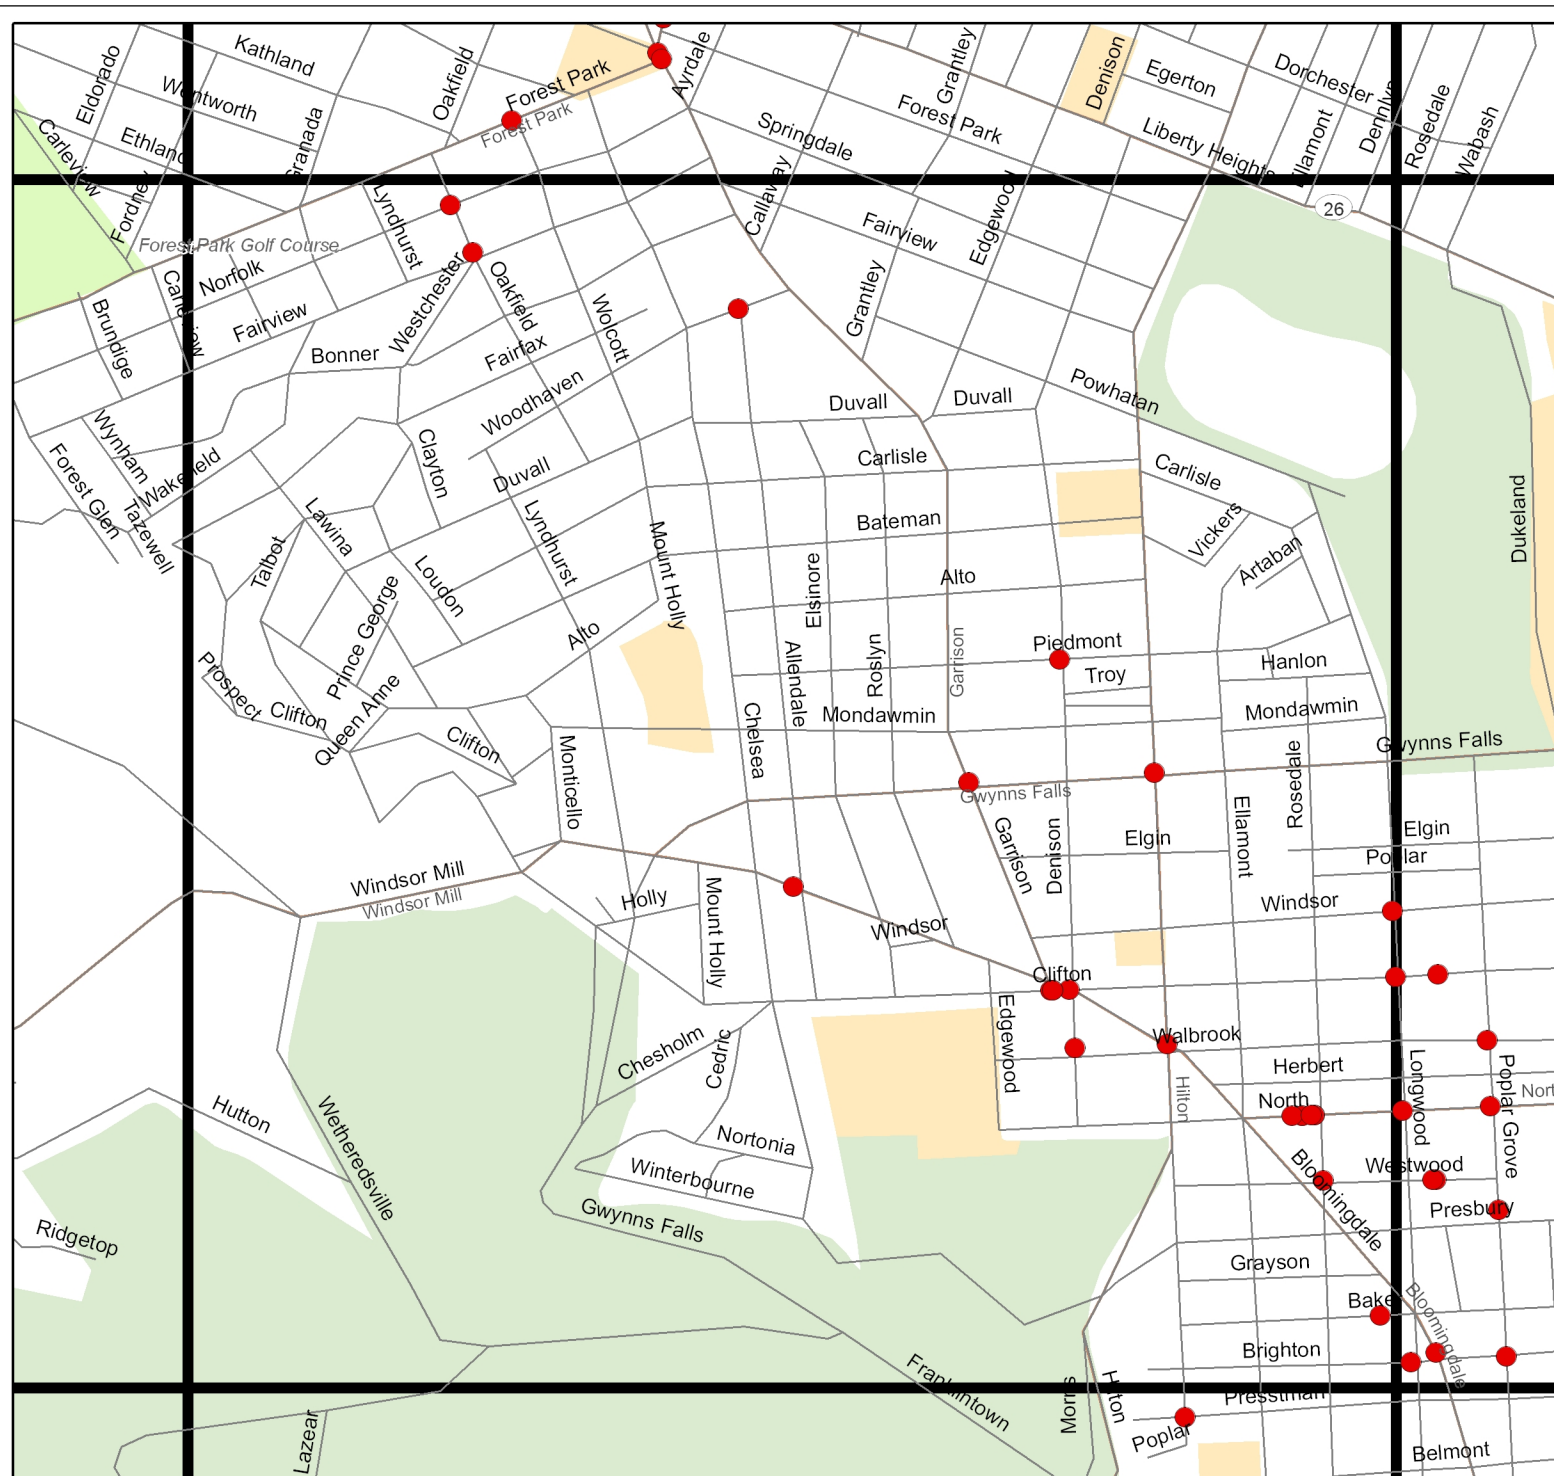 Eldorado
Kathland
Oakfield
Ayrdale
Grantley
Denison
Egerton
Dorchester
Dennlyn
Rosedale
Wabash
Wentworth
Forest Park
Forest Park
Forest Park
Springdale
Liberty Heights
Ellamont
Carleview
Ethland
Granada
Fordney
Callaway
Edgewood
26
Lyndhurst
Fairview
Forest Park Golf Course
Norfolk
Carleview
Fairview
Westchester
Oakfield
Wolcott
Grantley
Brundige
Bonner
Fairfax
Woodhaven
Duvall
Duvall
Powhatan
Wynham
Forest Glen
Wakefield
Tazewell
Clayton
Duvall
Carlisle
Carlisle
Dukeland
Lawina
Lyndhurst
Mount Holly
Bateman
Vickers
Artaban
Talbot
Loudon
Prince George
Elsinore
Alto
Alto
Piedmont
Troy
Hanlon
Garrison
Roslyn
Allendale
Prospect
Clifton
Queen Anne
Clifton
Chelsea
Mondawmin
Mondawmin
Gwynns Falls
Monticello
Rosedale
Gwynns Falls
Garrison
Denison
Elgin
Ellamont
Elgin
Poplar
Windsor Mill
Windsor Mill
Holly
Mount Holly
Windsor
Windsor
Clifton
Edgewood
Walbrook
Chesholm
Cedric
Herbert
Longwood
Poplar Grove
Hilton
North
Nort
Hutton
Wetheredsville
Nortonia
Winterbourne
Westwood
Bloomingdale
Presbury
Gwynns Falls
Ridgetop
Grayson
Baker
Bloomingdale
Brighton
Franklintown
Morris
Hilton
Presstman
Poplar
Lazear
Belmont